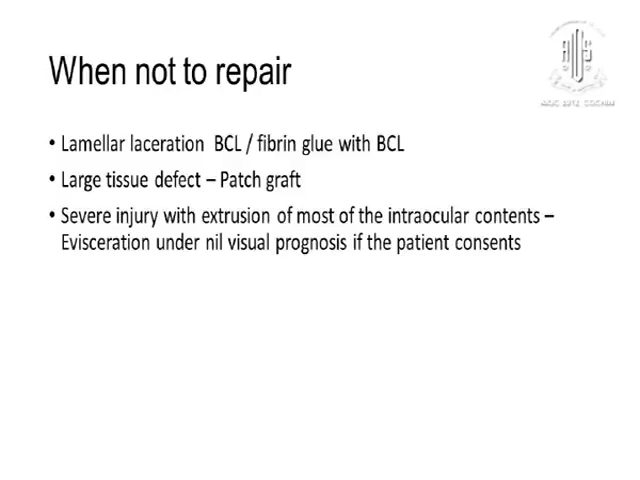 When not to repair
• Lamellar laceration BCL / fibrin glue with BCL
• Large tissue defect – Patch graft
• Severe injury with extrusion of most of the intraocular contents –
Evisceration under nil visual prognosis if the patient consents